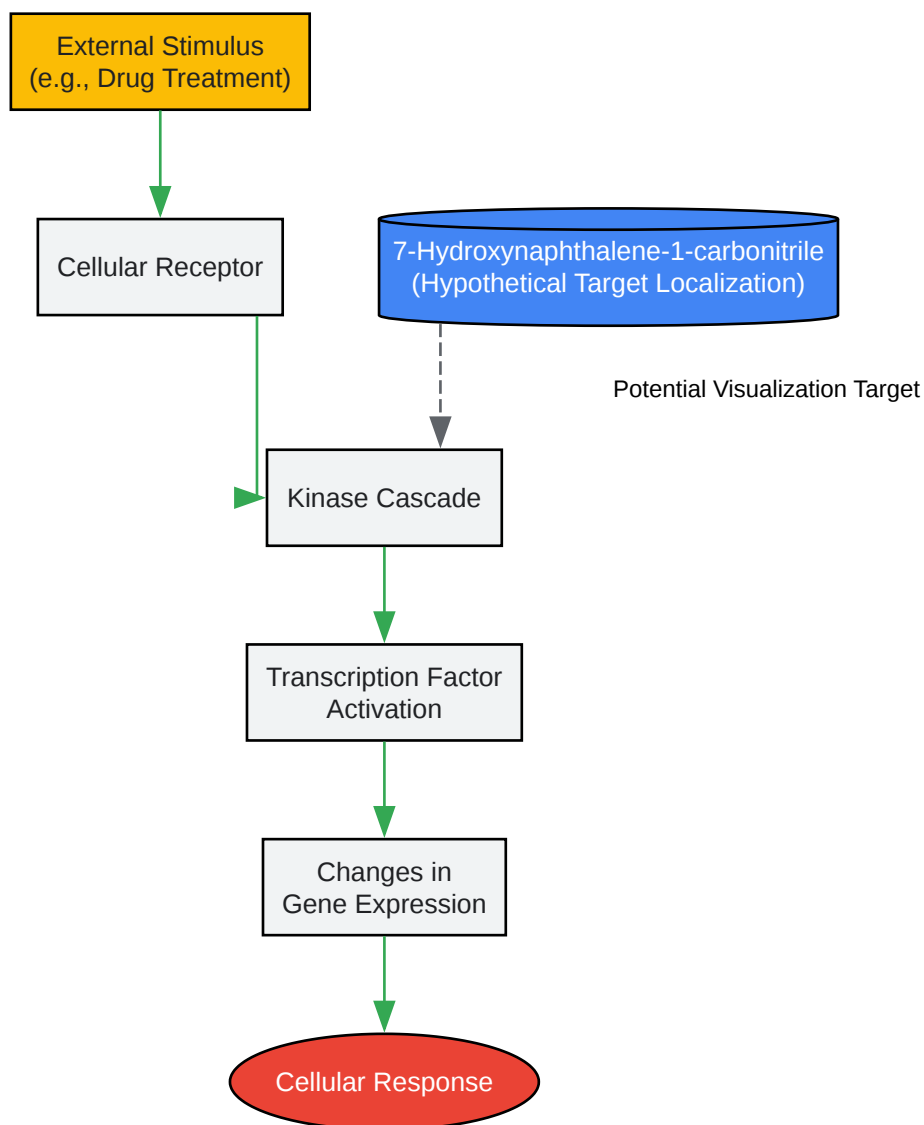 External Stimulus
(e.g., Drug Treatment)
Cellular Receptor
7-Hydroxynaphthalene-1-carbonitrile
(Hypothetical Target Localization)
Potential Visualization Target
Kinase Cascade
Transcription Factor
Activation
Changes in
Gene Expression
Cellular Response